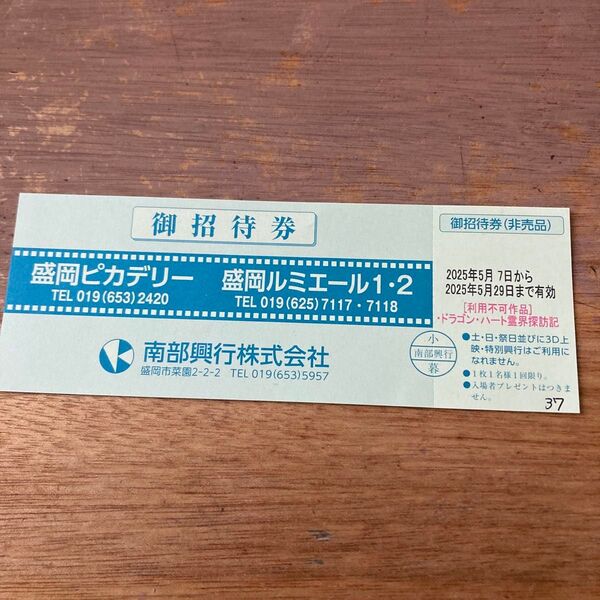 御招待券
盛岡ピカデリー
TEL 019(653)2420
盛岡ルミエール1・2
TEL 019(625)7117・7118
南部興行株式会社
盛岡市菜園2-2-2 TEL 019(653)5957
小
南部興行
暮
御招待券(非売品)
2025年5月 7日から
2025年5月29日まで有効
[利用不可作品]
・ドラゴン・ハート霊界探訪記
●土・日・祭日並びに3D上
映・特別興行はご利用に
なれません。
●1枚1名様1回限り。
●入場者プレゼントはつきま
せん。
37